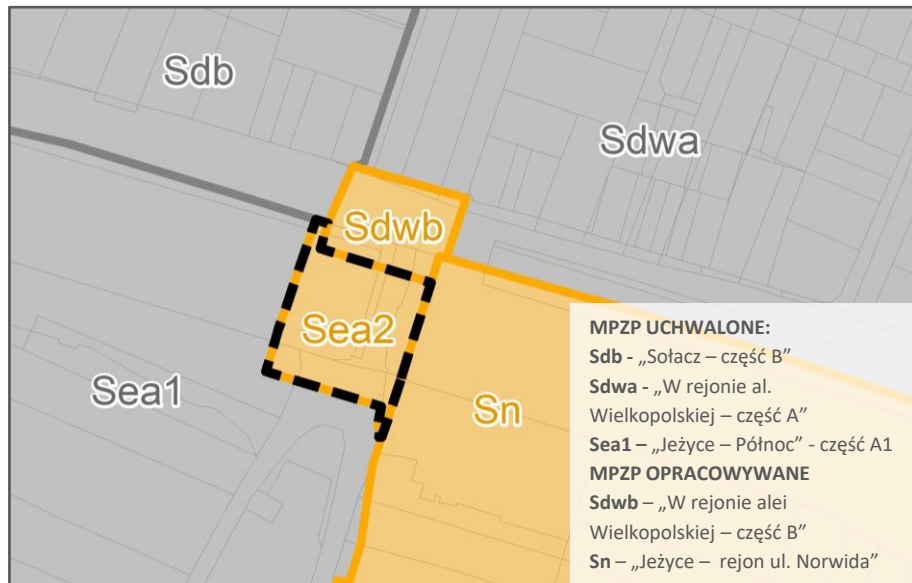 Sdb
Sdwa
Sdwb
Sea2
Sea1
Sn
MPZP UCHWALONE:
Sdb - „Sołacz – część B”
Sdwa - „W rejonie al.
Wielkopolskiej – część A”
Sea1 – „Jeżyce – Północ” - część A1
MPZP OPRACOWYWANE
Sdwb – „W rejonie alei
Wielkopolskiej – część B”
Sn – „Jeżyce – rejon ul. Norwida”